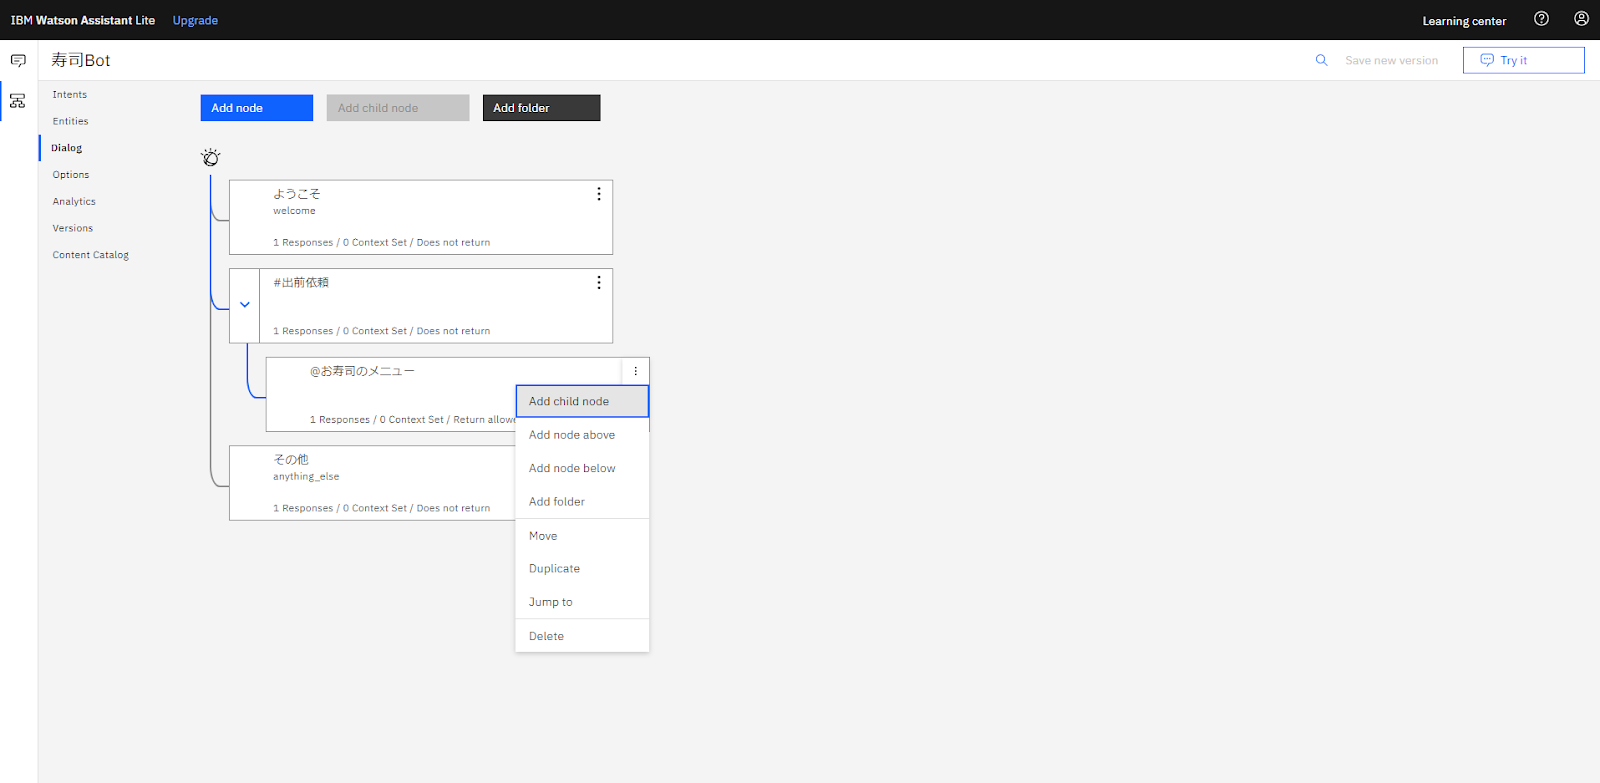 IBM Watson Assistant Lite Upgrade Learning center
寿司Bot Save new version Try it
Intents
Entities
Dialog
Options
Analytics
Versions
Content Catalog
Add node Add child node Add folder
ようこそ
welcome
1 Responses / 0 Context Set / Does not return
#出前依頼
1 Responses / 0 Context Set / Does not return
@お寿司のメニュー
1 Responses / 0 Context Set / Return allowe
その他
anything_else
1 Responses / 0 Context Set / Does not return
Add child node
Add node above
Add node below
Add folder
Move
Duplicate
Jump to
Delete